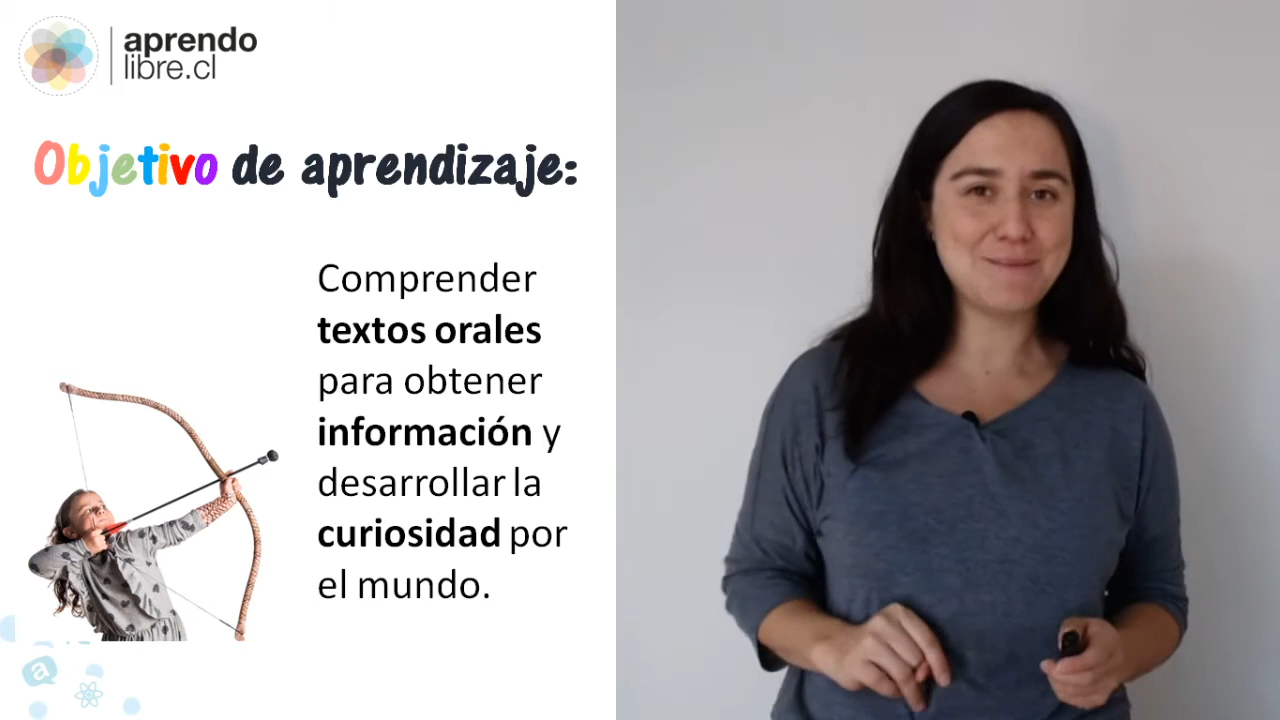 aprendo
libre.cl
Objetivo de aprendizaje:
Comprender
textos orales
para obtener
información y
desarrollar la
curiosidad por
el mundo.
a